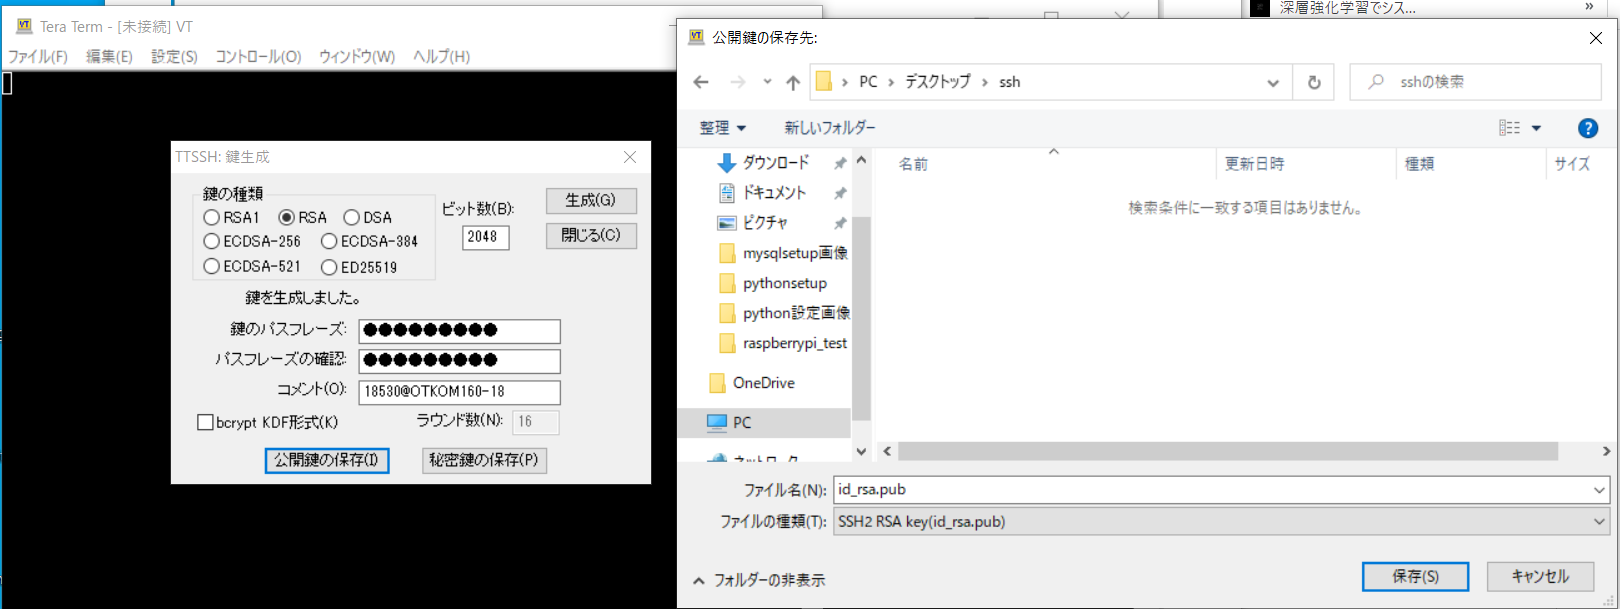 Tera Term - [未接続] VT
ファイル(F) 編集(E) 設定(S) コントロール(O) ウィンドウ(W) ヘルプ(H)
TTSSH: 鍵生成
鍵の種類
RSA1 RSA DSA
ECDSA-256 ECDSA-384
ECDSA-521 ED25519
ビット数(B):
2048
生成(G)
閉じる(C)
鍵を生成しました。
鍵のパスフレーズ: ●●●●●●●●●
パスフレーズの確認: ●●●●●●●●●
コメント(O): 18530@OTKOM160-18
bcrypt KDF形式(K) ラウンド数(N): 16
公開鍵の保存(I) 秘密鍵の保存(P)
深層強化学習でシス... »
公開鍵の保存先:
PC › デスクトップ › ssh
sshの検索
整理 新しいフォルダー
ダウンロード
ドキュメント
ピクチャ
mysqlsetup画像
pythonsetup
python設定画像
raspberrypi_test
OneDrive
PC
ネットワーク
名前 更新日時 種類 サイズ
検索条件に一致する項目はありません。
ファイル名(N): id_rsa.pub
ファイルの種類(T): SSH2 RSA key(id_rsa.pub)
フォルダーの非表示
保存(S) キャンセル